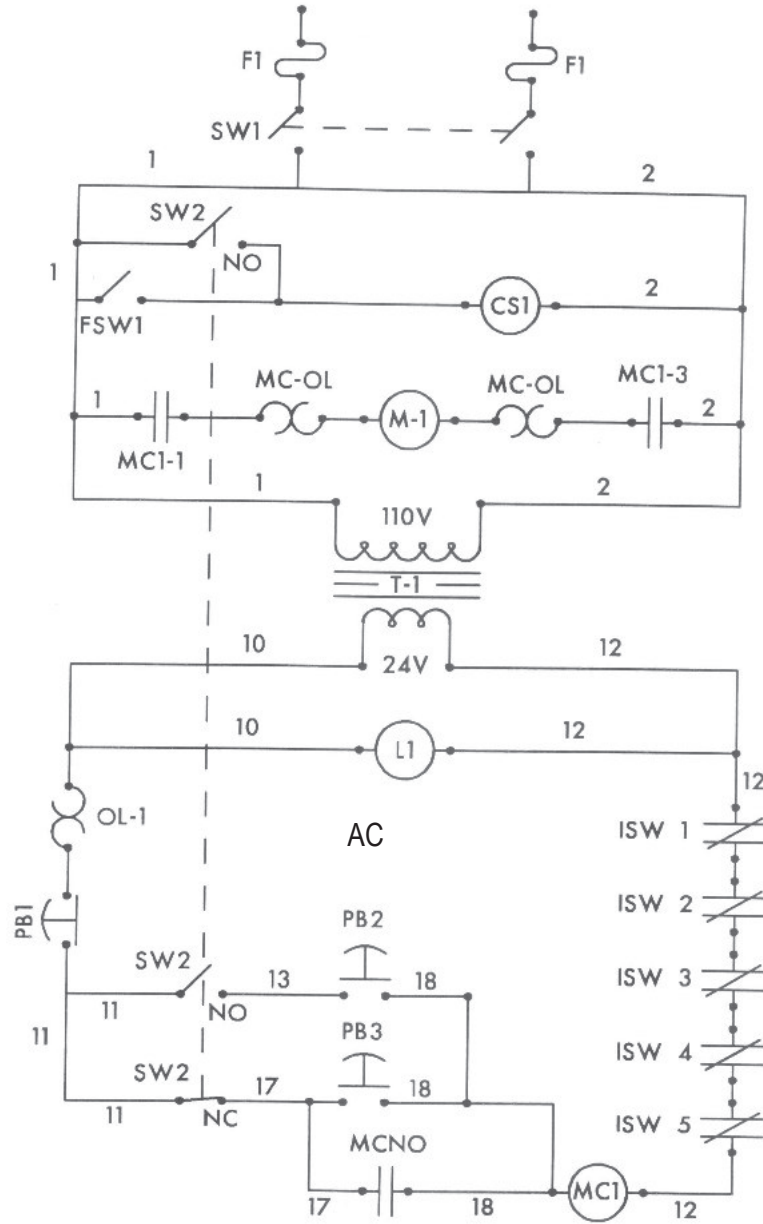 F1
F1
SW1
1
2
SW2
NO
1
2
FSW1
CS1
MC-OL
MC-OL
MC1-3
1
M-1
2
MC1-1
1
2
110V
T-1
10
24V
12
10
12
L1
12
OL-1
AC
ISW 1
ISW 2
PB1
PB2
SW2
13
18
ISW 3
11
NO
11
PB3
ISW 4
SW2
17
18
11
NC
ISW 5
MCNO
17
18
MC1
12